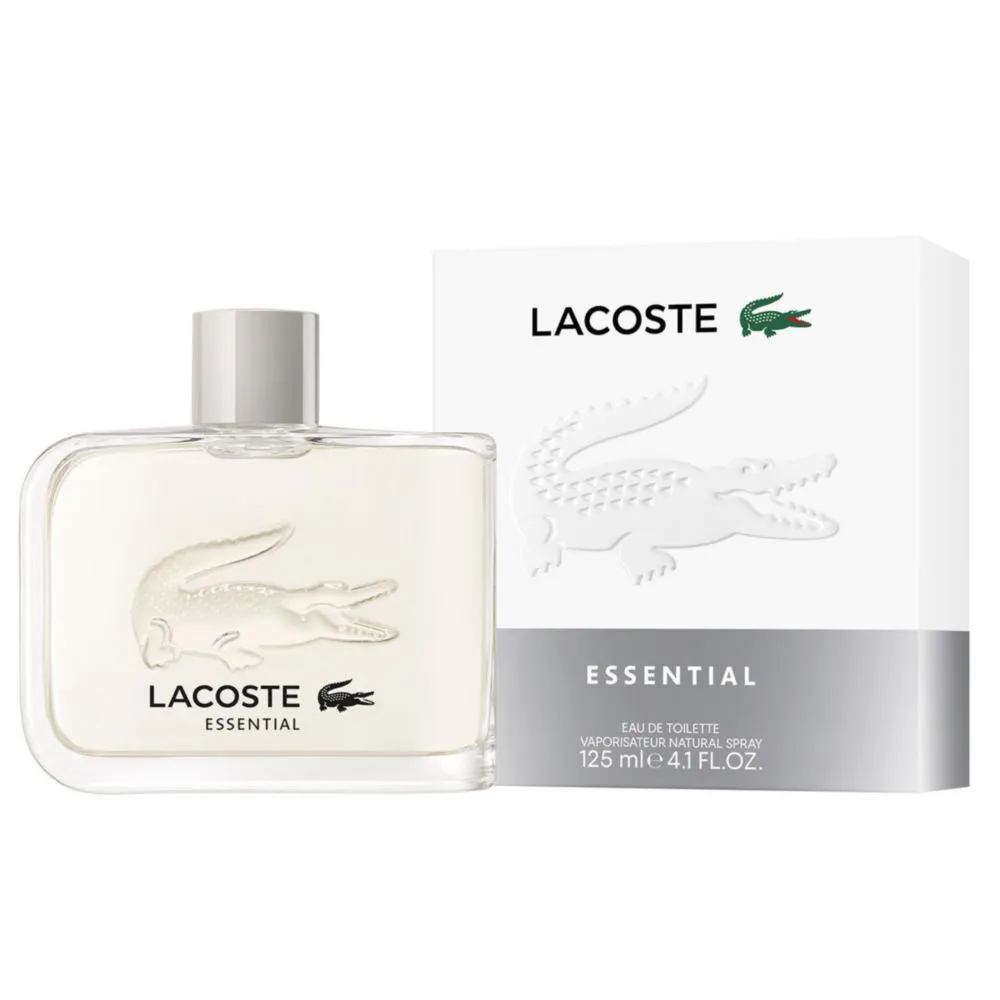 LACOSTE
ESSENTIAL
LACOSTE
ESSENTIAL
EAU DE TOILETTE
VAPORISATEUR NATURAL SPRAY
125 ml e 4.1 FL.OZ.